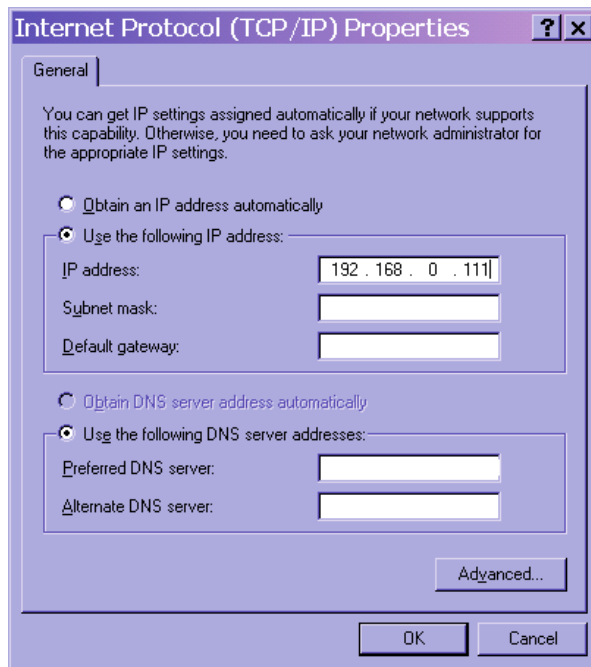 Internet Protocol (TCP/IP) Properties
General
You can get IP settings assigned automatically if your network supports
this capability. Otherwise, you need to ask your network administrator for
the appropriate IP settings.
Obtain an IP address automatically
Use the following IP address:
IP address: 192 . 168 . 0 . 111
Subnet mask:
Default gateway:
Obtain DNS server address automatically
Use the following DNS server addresses:
Preferred DNS server:
Alternate DNS server:
Advanced...
OK Cancel